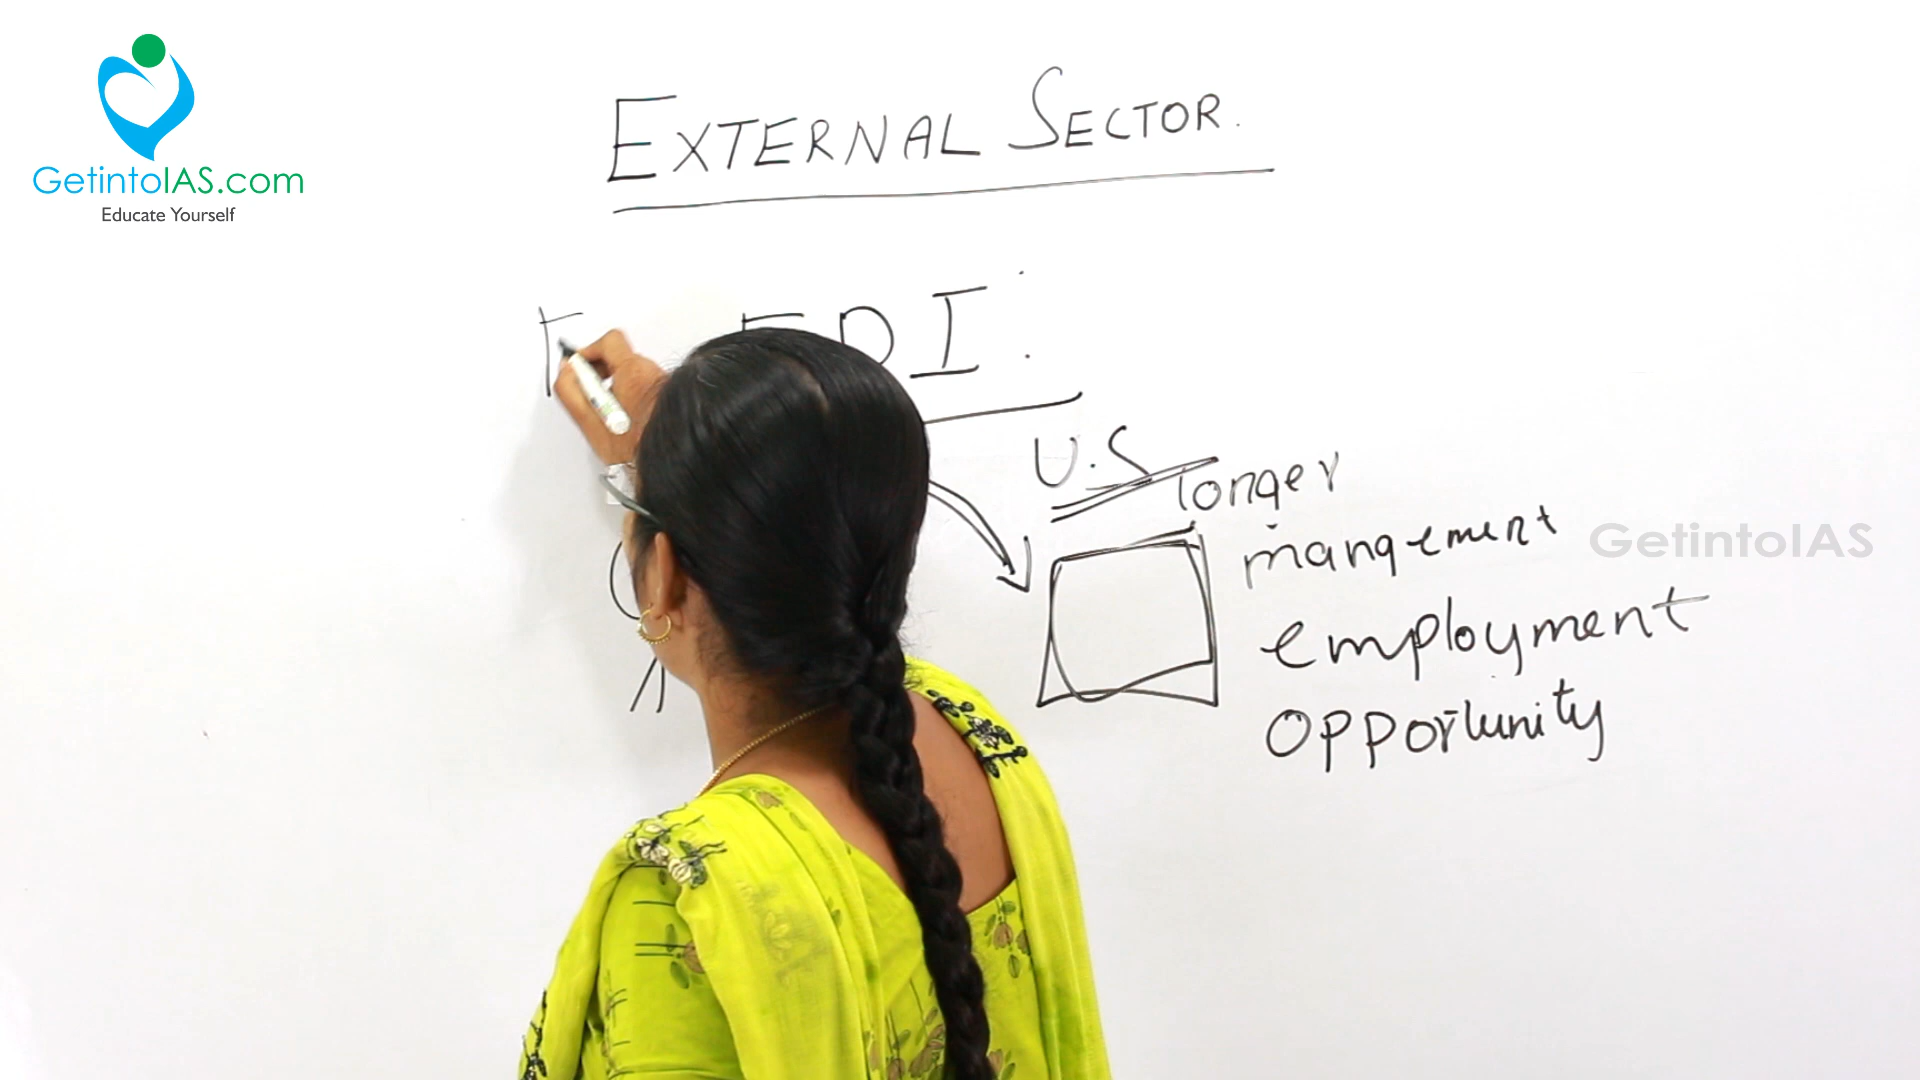 GetintoIAS.com
Educate Yourself
EXTERNAL SECTOR.
F FDI.
U.S
longer
mangement
GetintoIAS
employment
opportunity